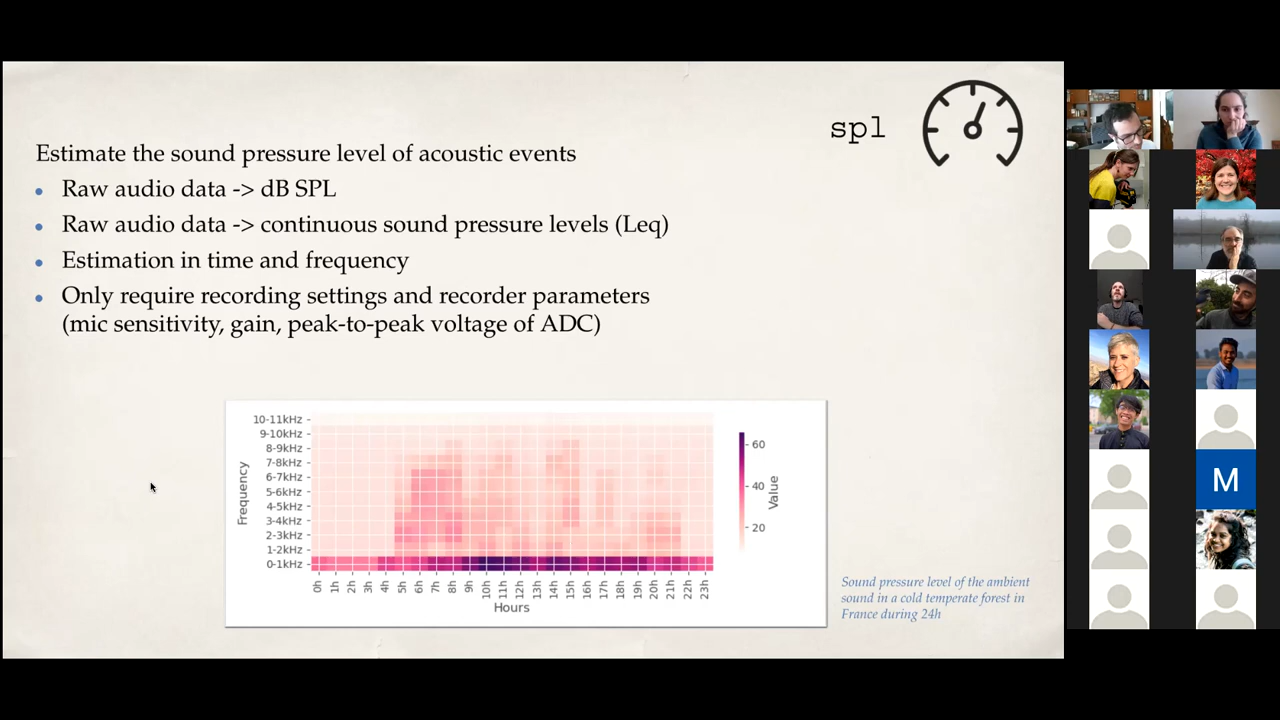 spl
Estimate the sound pressure level of acoustic events
Raw audio data -> dB SPL
Raw audio data -> continuous sound pressure levels (Leq)
Estimation in time and frequency
Only require recording settings and recorder parameters
(mic sensitivity, gain, peak-to-peak voltage of ADC)
10-11kHz
9-10kHz
8-9kHz
7-8kHz
6-7kHz
5-6kHz
4-5kHz
3-4kHz
2-3kHz
1-2kHz
0-1kHz
Frequency
0h 1h 2h 3h 4h 5h 6h 7h 8h 9h 10h 11h 12h 13h 14h 15h 16h 17h 18h 19h 20h 21h 22h 23h
Hours
60
40
20
Value
Sound pressure level of the ambient
sound in a cold temperate forest in
France during 24h
M